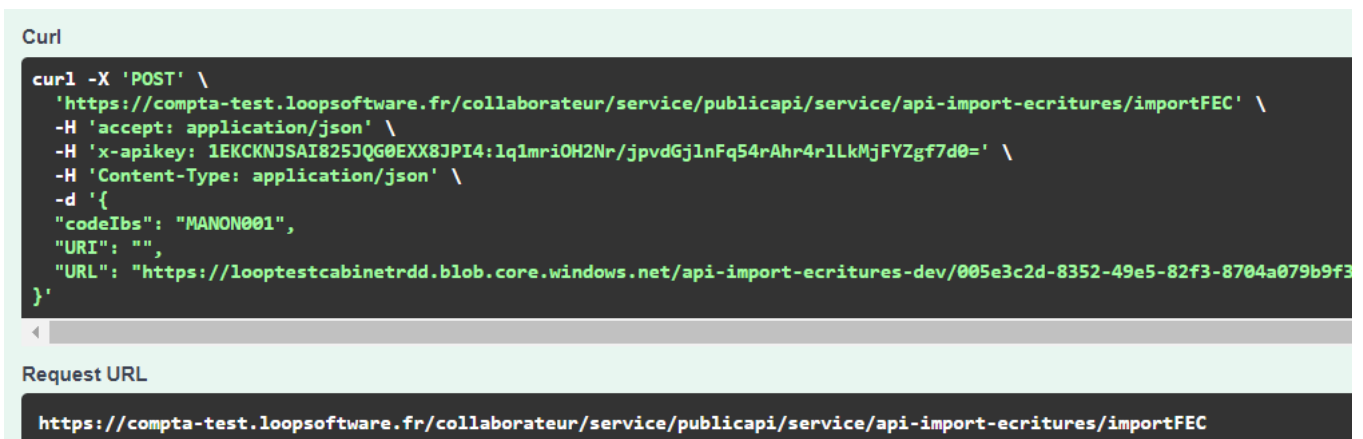 Curl
curl -X 'POST' \
'https://compta-test.loopsoftware.fr/collaborateur/service/publicapi/service/api-import-ecritures/importFEC' \
-H 'accept: application/json' \
-H 'x-apikey: 1EKCKNJSAI825JQG0EXX8JPI4:lq1mriOH2Nr/jpvdGjlnFq54rAhr4rlLkMjFYZgf7d0=' \
-H 'Content-Type: application/json' \
-d '{
"codeIbs": "MANON001",
"URI": "",
"URL": "https://looptestcabinetrdd.blob.core.windows.net/api-import-ecritures-dev/005e3c2d-8352-49e5-82f3-8704a079b9f3
}'
Request URL
https://compta-test.loopsoftware.fr/collaborateur/service/publicapi/service/api-import-ecritures/importFEC